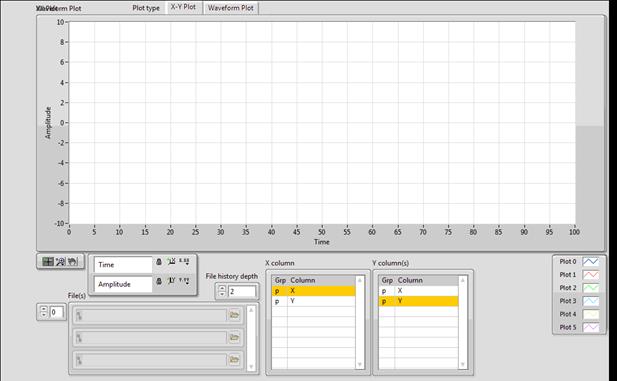 Waveform Plot Plot type X-Y Plot Waveform Plot
10
8
6
4
2
0
-2
-4
-6
-8
-10
Amplitude
0 5 10 15 20 25 30 35 40 45 50 55 60 65 70 75 80 85 90 95 100
Time
Time
Amplitude
File history depth
2
File(s)
0
X column
Grp Column
p X
p Y
Y column(s)
Grp Column
p X
p Y
Plot 0
Plot 1
Plot 2
Plot 3
Plot 4
Plot 5